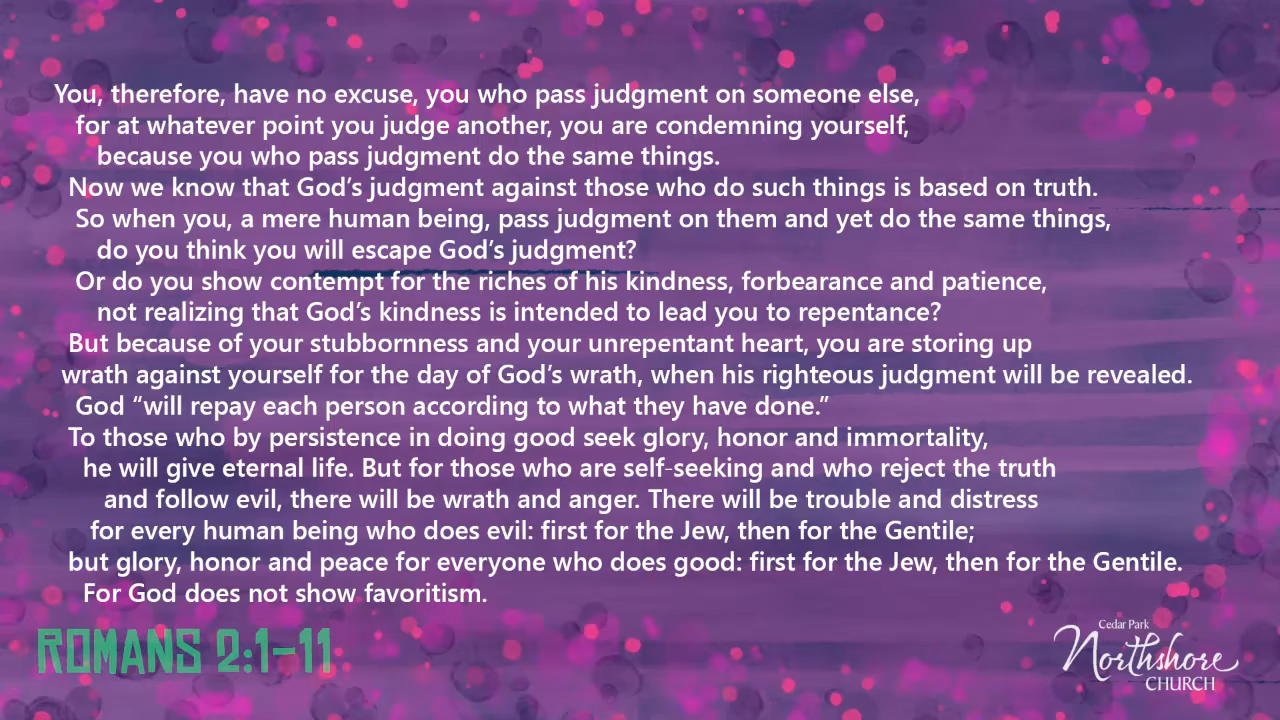 You, therefore, have no excuse, you who pass judgment on someone else,
for at whatever point you judge another, you are condemning yourself,
because you who pass judgment do the same things.
Now we know that God’s judgment against those who do such things is based on truth.
So when you, a mere human being, pass judgment on them and yet do the same things,
do you think you will escape God’s judgment?
Or do you show contempt for the riches of his kindness, forbearance and patience,
not realizing that God’s kindness is intended to lead you to repentance?
But because of your stubbornness and your unrepentant heart, you are storing up
wrath against yourself for the day of God’s wrath, when his righteous judgment will be revealed.
God “will repay each person according to what they have done.”
To those who by persistence in doing good seek glory, honor and immortality,
he will give eternal life. But for those who are self-seeking and who reject the truth
and follow evil, there will be wrath and anger. There will be trouble and distress
for every human being who does evil: first for the Jew, then for the Gentile;
but glory, honor and peace for everyone who does good: first for the Jew, then for the Gentile.
For God does not show favoritism.
ROMANS 2:1-11
Cedar Park
Northshore
CHURCH